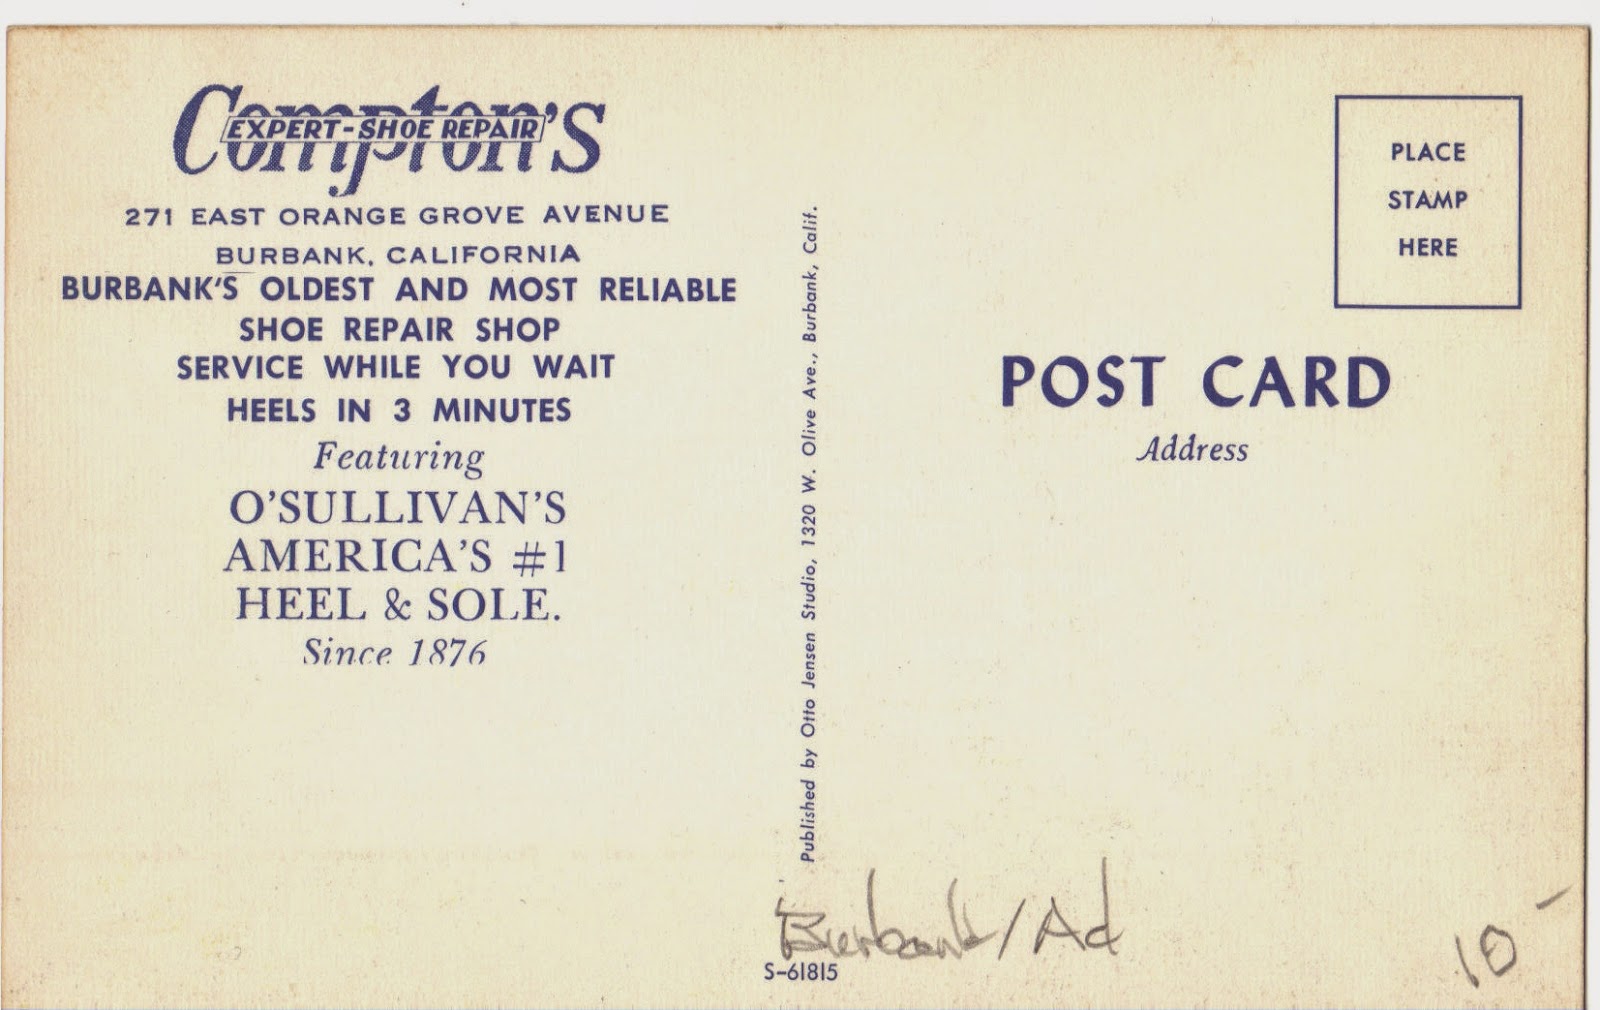 Compton's
EXPERT-SHOE REPAIR
271 EAST ORANGE GROVE AVENUE
BURBANK, CALIFORNIA
BURBANK'S OLDEST AND MOST RELIABLE
SHOE REPAIR SHOP
SERVICE WHILE YOU WAIT
HEELS IN 3 MINUTES
Featuring
O'SULLIVAN'S
AMERICA'S #1
HEEL & SOLE.
Since 1876
Published by Otto Jensen Studio, 1320 W. Olive Ave., Burbank, Calif.
PLACE
STAMP
HERE
POST CARD
Address
Burbank/Ad
S-61815
10-